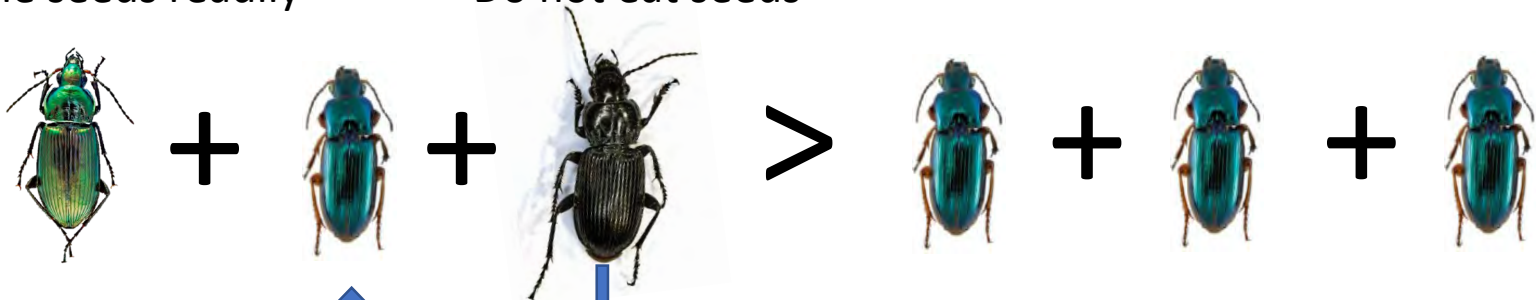 seeds readily Do not eat seeds
+ + > + +